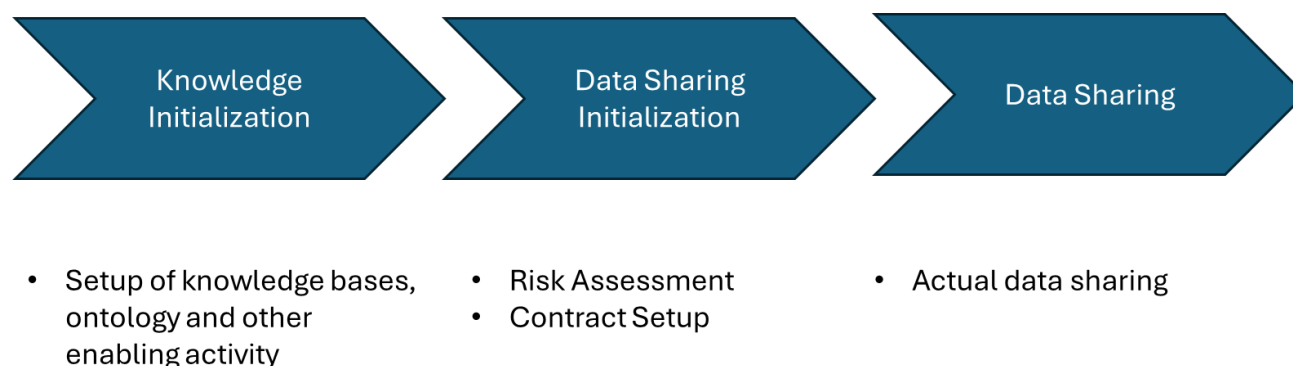 Knowledge
Initialization
Data Sharing
Initialization
Data Sharing
• Setup of knowledge bases,
ontology and other
enabling activity
• Risk Assessment
• Contract Setup
• Actual data sharing